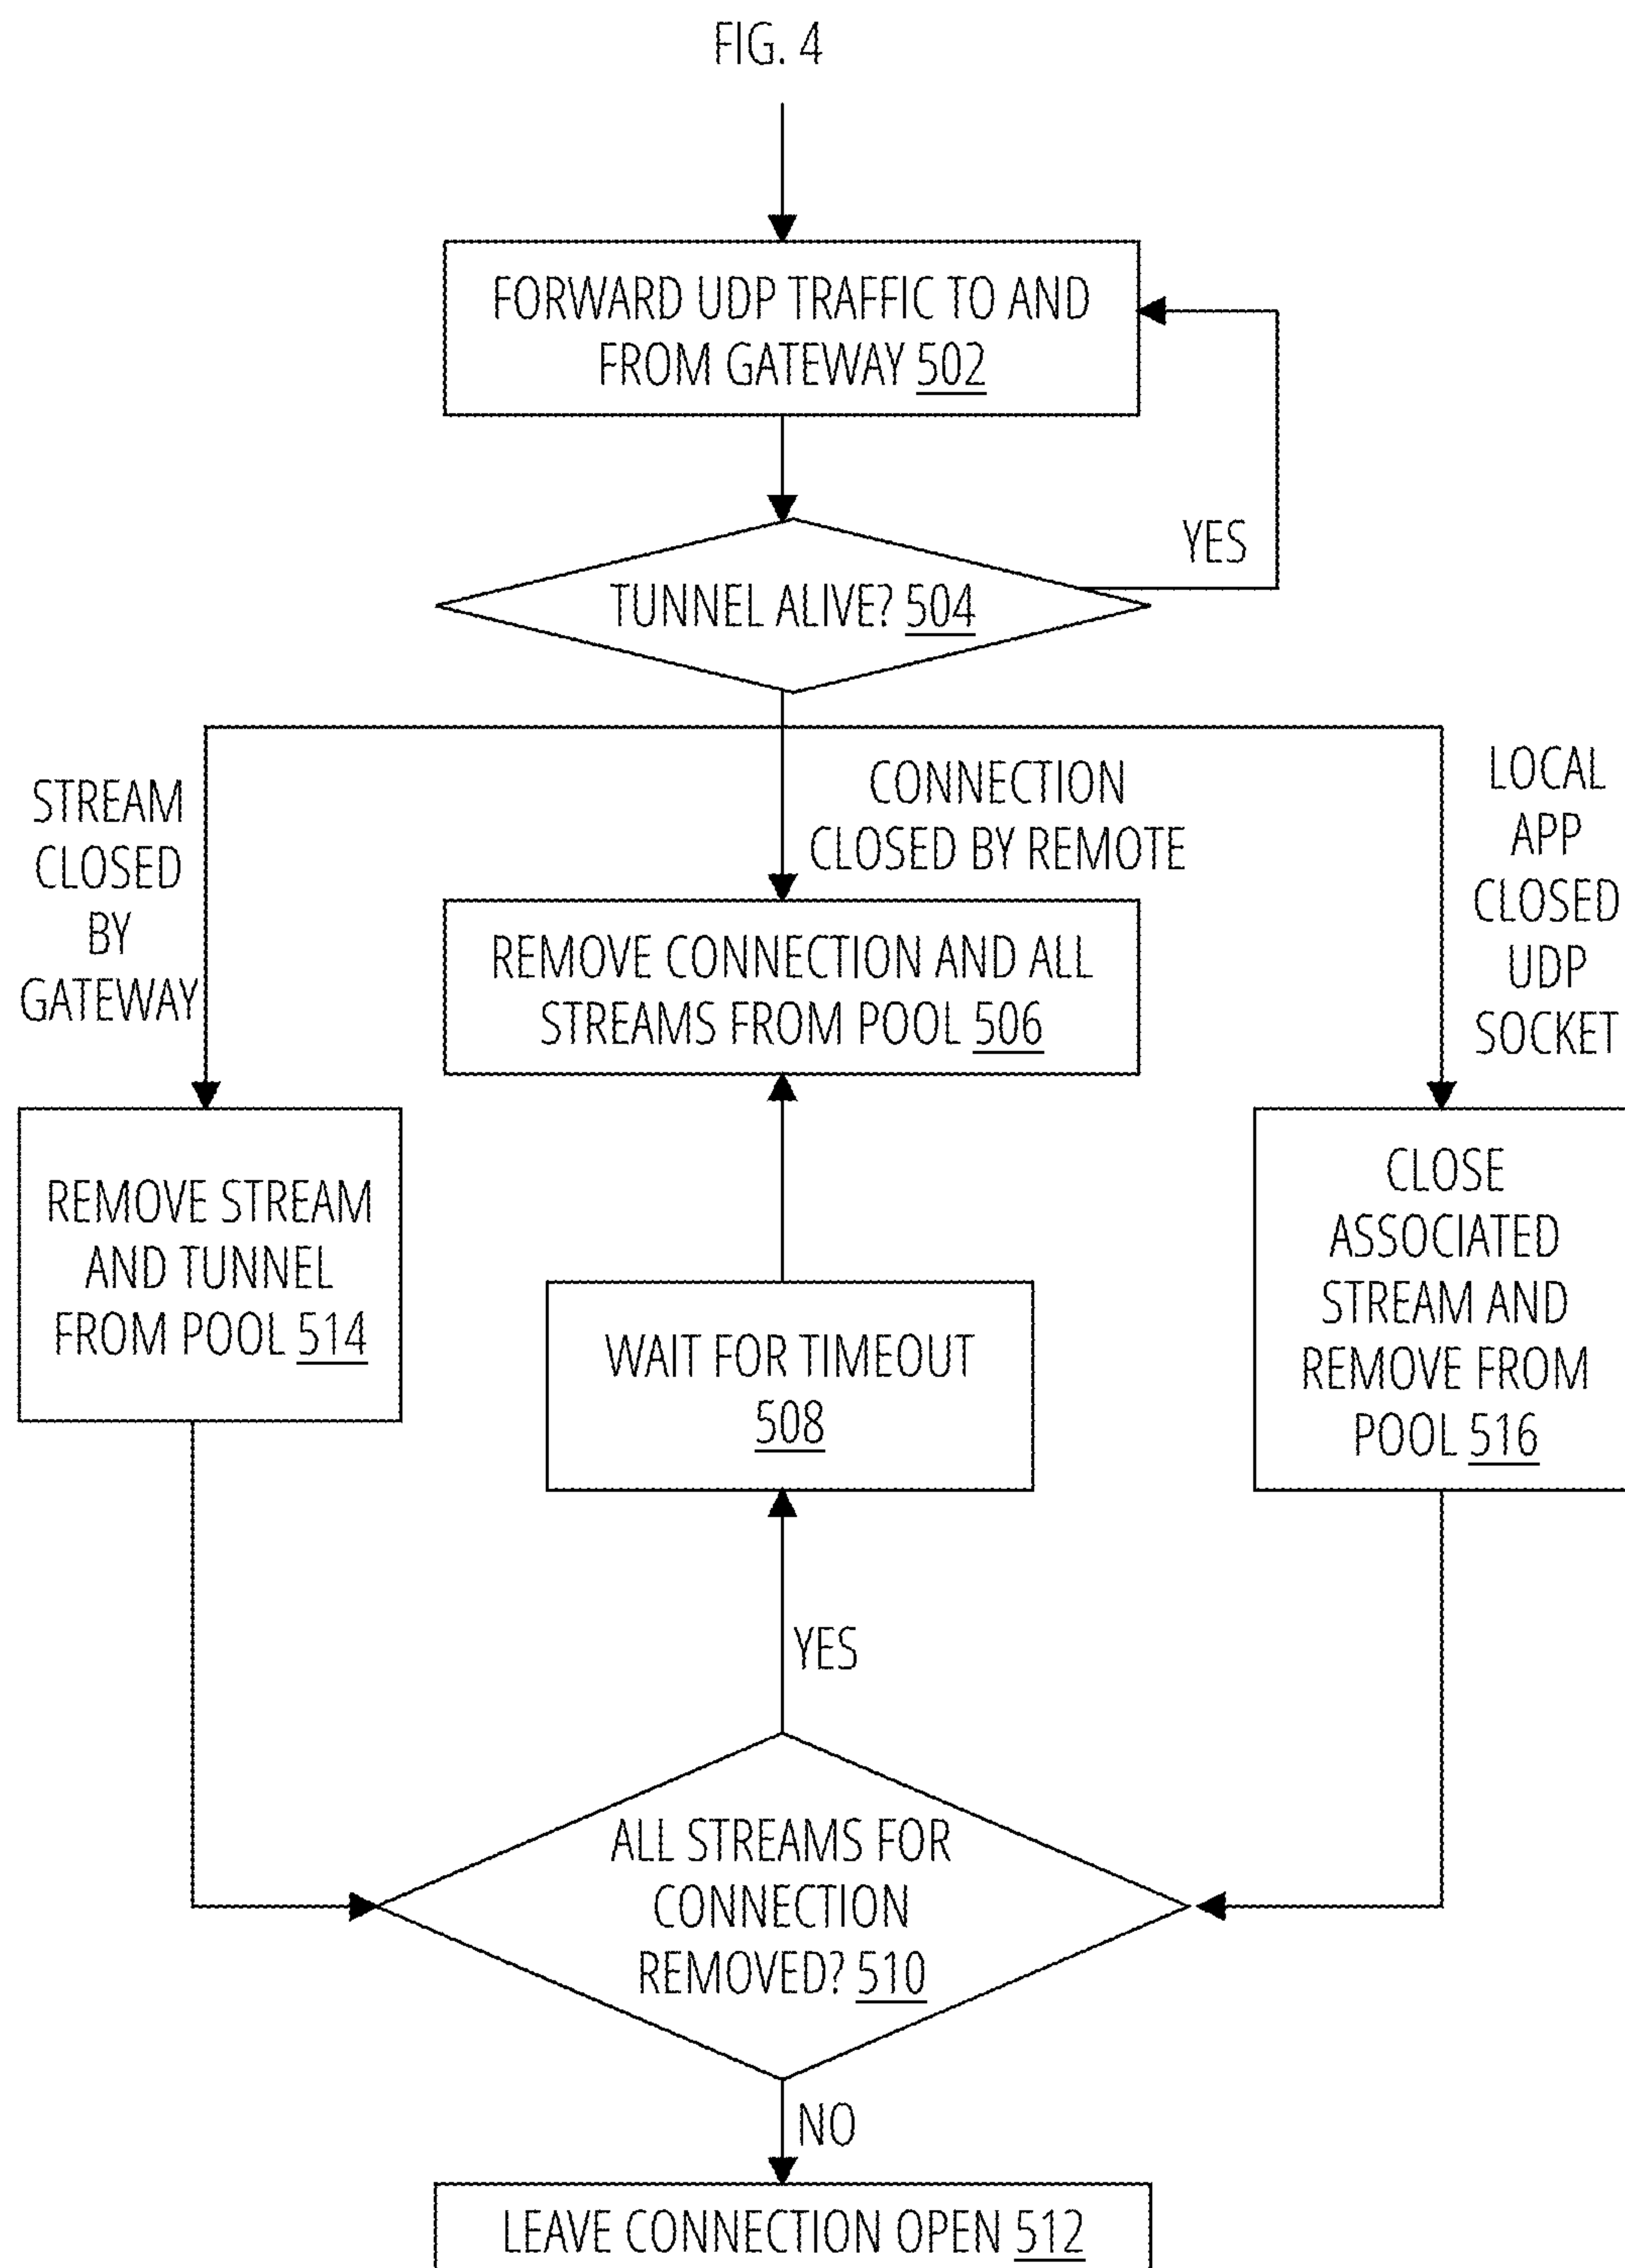 FIG. 4
FORWARD UDP TRAFFIC TO AND
FROM GATEWAY 502
YES
TUNNEL ALIVE? 504
STREAM
CLOSED
BY
GATEWAY
CONNECTION
CLOSED BY REMOTE
LOCAL
APP
CLOSED
UDP
SOCKET
REMOVE CONNECTION AND ALL
STREAMS FROM POOL 506
REMOVE STREAM
AND TUNNEL
FROM POOL 514
WAIT FOR TIMEOUT
508
CLOSE
ASSOCIATED
STREAM AND
REMOVE FROM
POOL 516
YES
ALL STREAMS FOR
CONNECTION
REMOVED? 510
NO
LEAVE CONNECTION OPEN 512